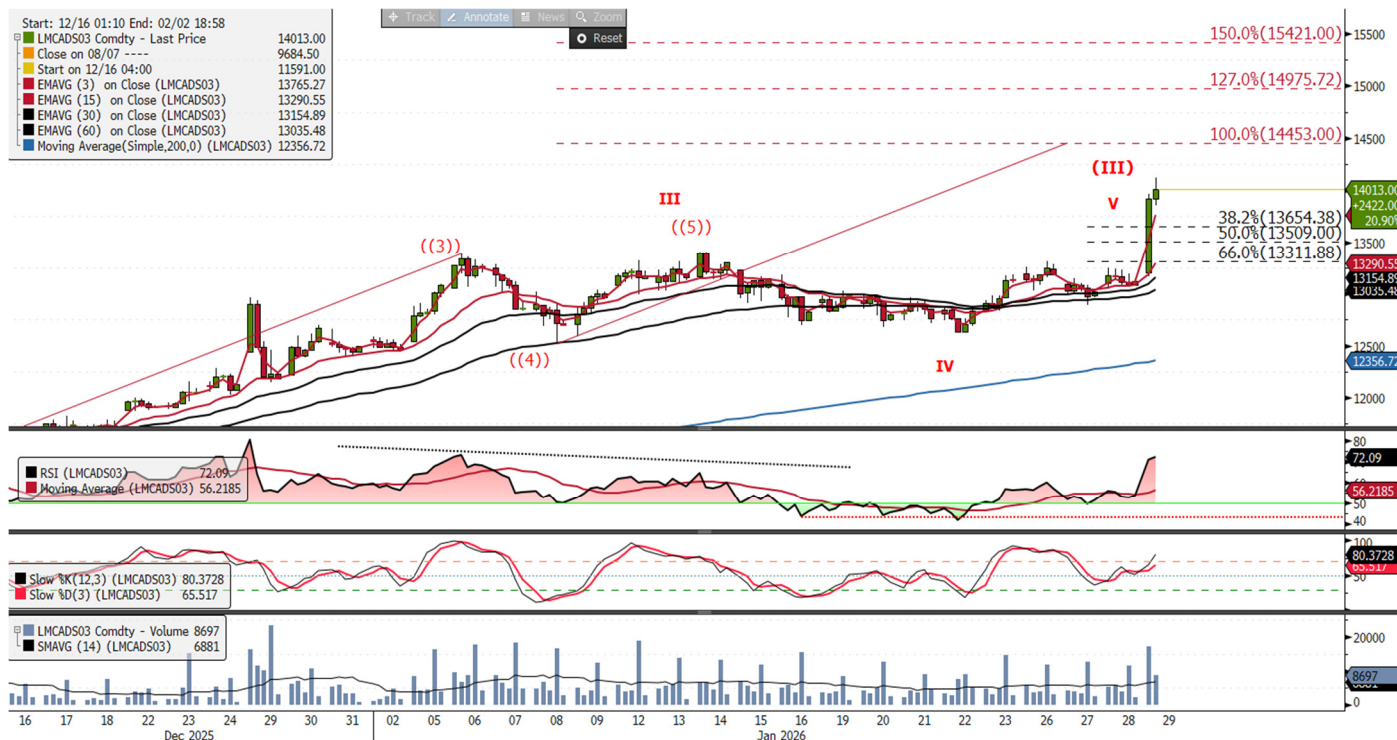 Start: 12/16 01:10 End: 02/02 18:58
LMCADS03 Comdty - Last Price 14013.00
Close on 08/07 ---- 9684.50
Start on 12/16 04:00 11591.00
EMAVG (3) on Close (LMCADS03) 13765.27
EMAVG (15) on Close (LMCADS03) 13290.55
EMAVG (30) on Close (LMCADS03) 13154.89
EMAVG (60) on Close (LMCADS03) 13035.48
Moving Average(Simple,200,0) (LMCADS03) 12356.72
Track Annotate News Zoom
Reset
150.0%(15421.00)
15500
127.0%(14975.72)
15000
100.0%(14453.00)
14500
(III)
V
III
((5))
((3))
((4))
IV
14013.00
+2422.00
20.90%
38.2%(13654.38)
50.0%(13509.00)
13500
66.0%(13311.88)
13290.55
13154.89
13035.48
12500
12356.72
12000
RSI (LMCADS03) 72.09
Moving Average (LMCADS03) 56.2185
80
72.09
56.2185
50
40
Slow %K(12,3) (LMCADS03) 80.3728
Slow %D(3) (LMCADS03) 65.517
100
80.3728
65.517
50
0
LMCADS03 Comdty - Volume 8697
SMAVG (14) (LMCADS03) 6881
20000
8697
6881
0
16 17 18 22 23 24 29 30 31 02 05 06 07 08 09 12 13 14 15 16 19 20 21 22 23 26 27 28 29
Dec 2025 Jan 2026